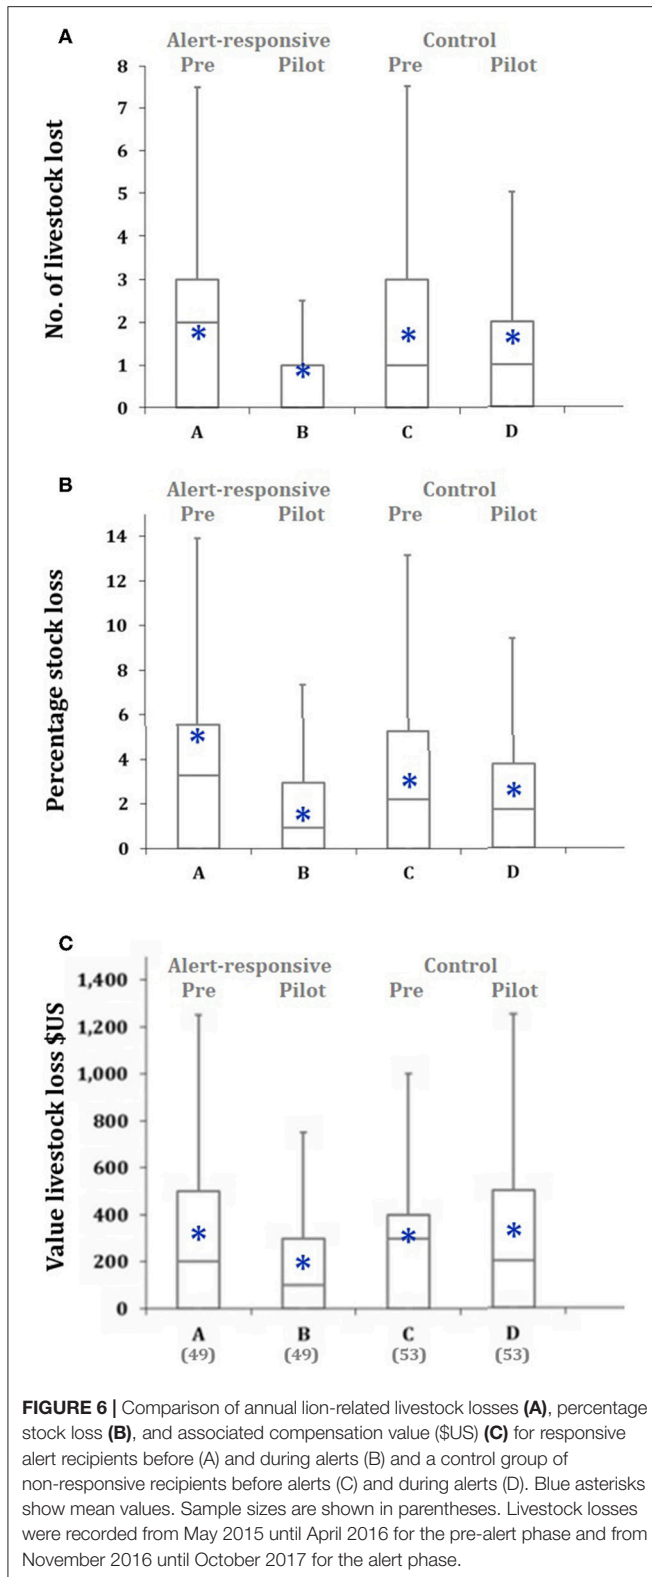 A
Alert-responsive Control
Pre Pilot Pre Pilot
No. of livestock lost
8
7
6
5
4
3
2
1
0
* * * *
A B C D
B
Alert-responsive Control
Pre Pilot Pre Pilot
Percentage stock loss
14
12
10
8
6
4
2
0
* * * *
A B C D
C
Alert-responsive Control
Pre Pilot Pre Pilot
Value livestock loss $US
1,400
1,200
1,000
800
600
400
200
0
* * * *
A B C D
(49) (49) (53) (53)
FIGURE 6 | Comparison of annual lion-related livestock losses (A), percentage
stock loss (B), and associated compensation value ($US) (C) for responsive
alert recipients before (A) and during alerts (B) and a control group of
non-responsive recipients before alerts (C) and during alerts (D). Blue asterisks
show mean values. Sample sizes are shown in parentheses. Livestock losses
were recorded from May 2015 until April 2016 for the pre-alert phase and from
November 2016 until October 2017 for the alert phase.